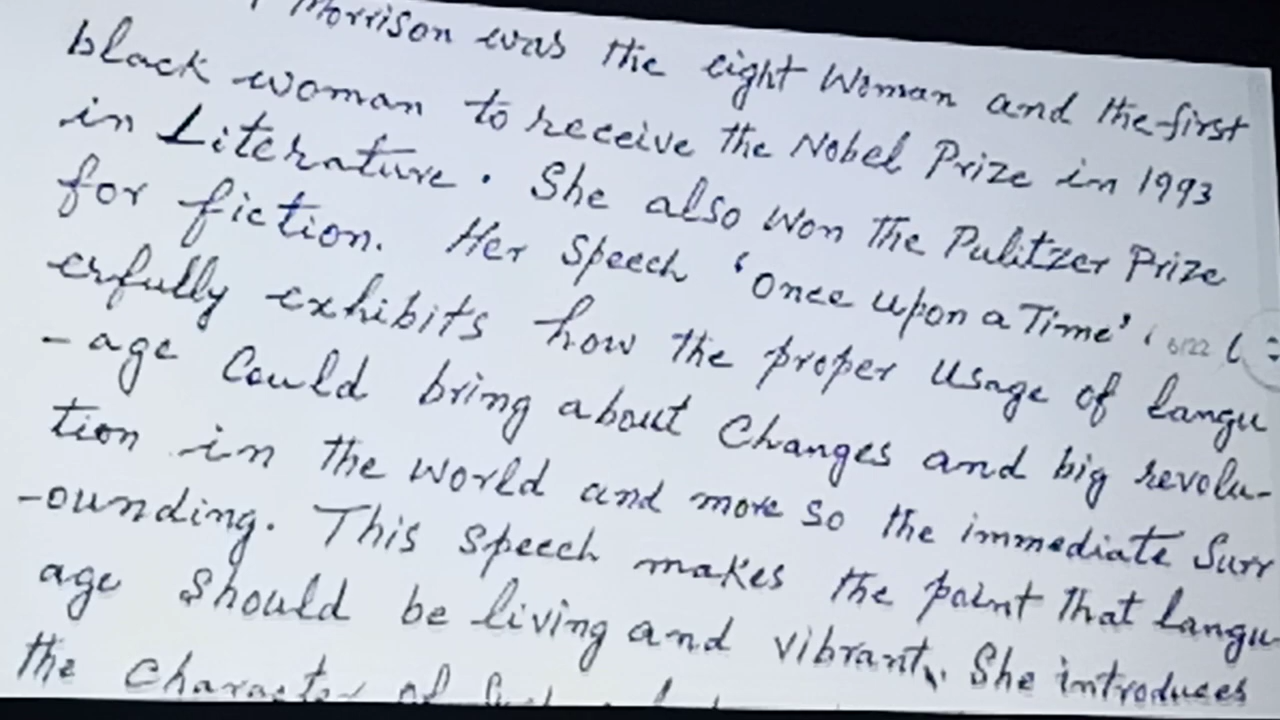 Morrison was the eight Woman and the first
black woman to receive the Nobel Prize in 1993
in Literature. She also won the Pulitzer Prize
for fiction. Her Speech 'Once upon a Time'
erfully exhibits how the proper usage of langu
-age Could bring about Changes and big revolu-
tion in the world and more so the immediate Surr
-ounding. This speech makes the point that langu
age should be living and vibrant. She introduces
the Character of